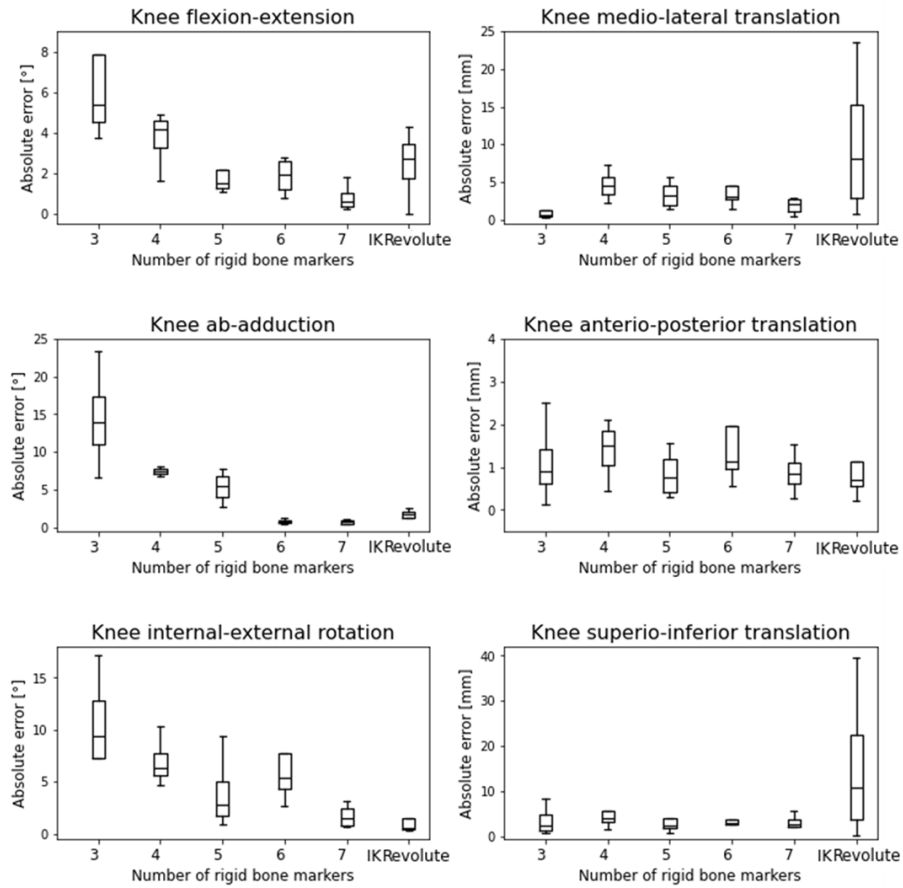 Knee flexion-extension
Absolute error [°]
8
6
4
2
0
3 4 5 6 7 IKRevolute
Number of rigid bone markers
Knee medio-lateral translation
Absolute error [mm]
25
20
15
10
5
0
3 4 5 6 7 IKRevolute
Number of rigid bone markers
Knee ab-adduction
Absolute error [°]
25
20
15
10
5
0
3 4 5 6 7 IKRevolute
Number of rigid bone markers
Knee anterio-posterior translation
Absolute error [mm]
4
3
2
1
0
3 4 5 6 7 IKRevolute
Number of rigid bone markers
Knee internal-external rotation
Absolute error [°]
15
10
5
0
3 4 5 6 7 IKRevolute
Number of rigid bone markers
Knee superio-inferior translation
Absolute error [mm]
40
30
20
10
0
3 4 5 6 7 IKRevolute
Number of rigid bone markers